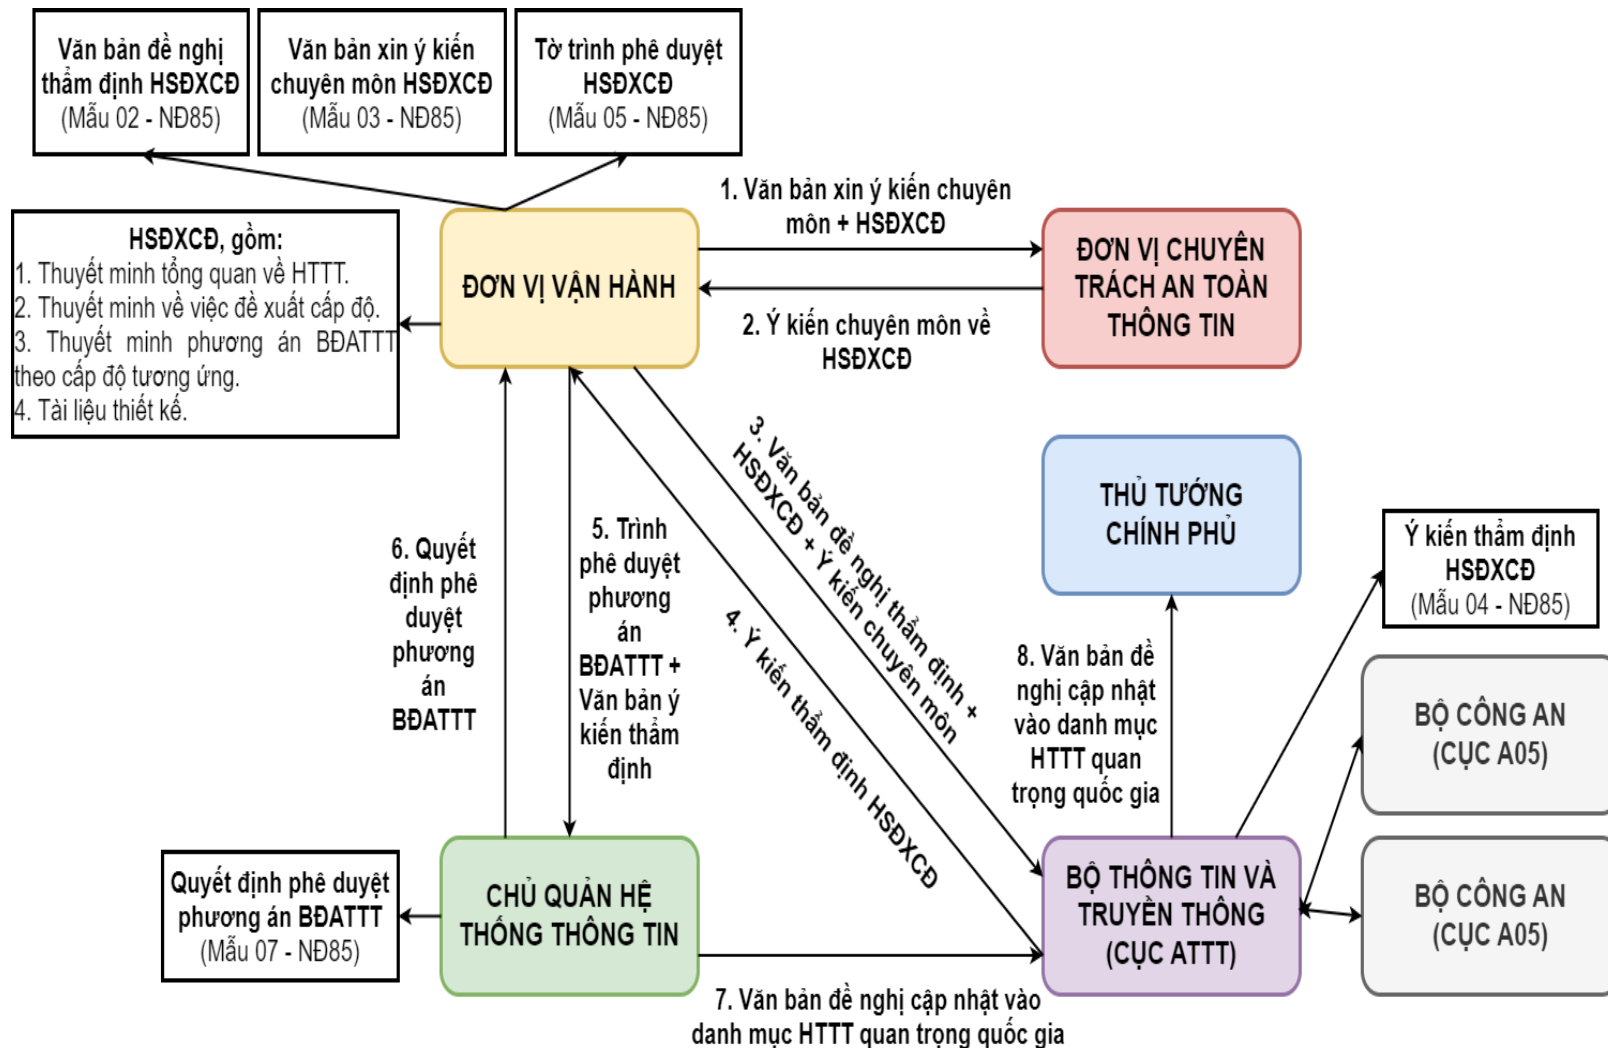 Văn bản đề nghị
thẩm định HSĐXCĐ
(Mẫu 02 - NĐ85)
Văn bản xin ý kiến
chuyên môn HSĐXCĐ
(Mẫu 03 - NĐ85)
Tờ trình phê duyệt
HSĐXCĐ
(Mẫu 05 - NĐ85)
HSĐXCĐ, gồm:
1. Thuyết minh tổng quan về HTTT.
2. Thuyết minh về việc đề xuất cấp độ.
3. Thuyết minh phương án BĐATTT
theo cấp độ tương ứng.
4. Tài liệu thiết kế.
ĐƠN VỊ VẬN HÀNH
1. Văn bản xin ý kiến chuyên
môn + HSĐXCĐ
2. Ý kiến chuyên môn về
HSĐXCĐ
ĐƠN VỊ CHUYÊN
TRÁCH AN TOÀN
THÔNG TIN
3. Văn bản đề nghị thẩm định +
HSĐXCĐ + Ý kiến chuyên môn
4. Ý kiến thẩm định HSĐXCĐ
5. Trình
phê duyệt
phương
án
BĐATTT +
Văn bản ý
kiến thẩm
định
6. Quyết
định phê
duyệt
phương
án
BĐATTT
THỦ TƯỚNG
CHÍNH PHỦ
8. Văn bản đề
nghị cập nhật
vào danh mục
HTTT quan
trọng quốc gia
Ý kiến thẩm định
HSĐXCĐ
(Mẫu 04 - NĐ85)
BỘ CÔNG AN
(CỤC A05)
BỘ CÔNG AN
(CỤC A05)
Quyết định phê duyệt
phương án BĐATTT
(Mẫu 07 - NĐ85)
CHỦ QUẢN HỆ
THỐNG THÔNG TIN
BỘ THÔNG TIN VÀ
TRUYỀN THÔNG
(CỤC ATTT)
7. Văn bản đề nghị cập nhật vào
danh mục HTTT quan trọng quốc gia